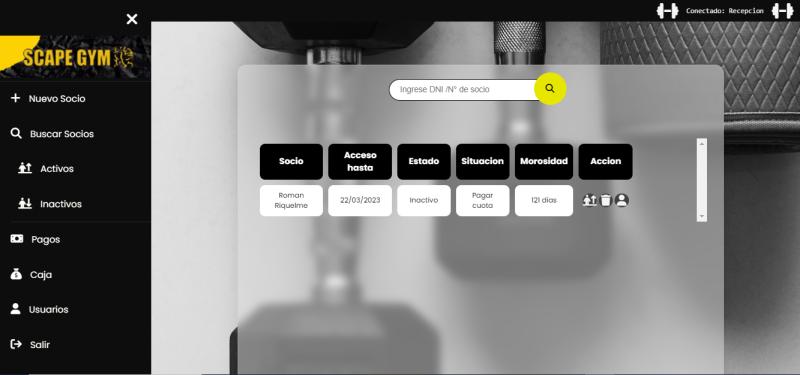 Conectado: Recepcion
SCAPE GYM
Nuevo Socio
Buscar Socios
Activos
Inactivos
Pagos
Caja
Usuarios
Salir
Ingrese DNI /N° de socio
Socio
Acceso
hasta
Estado
Situacion
Morosidad
Accion
Roman
Riquelme
22/03/2023
Inactivo
Pagar
cuota
121 dias